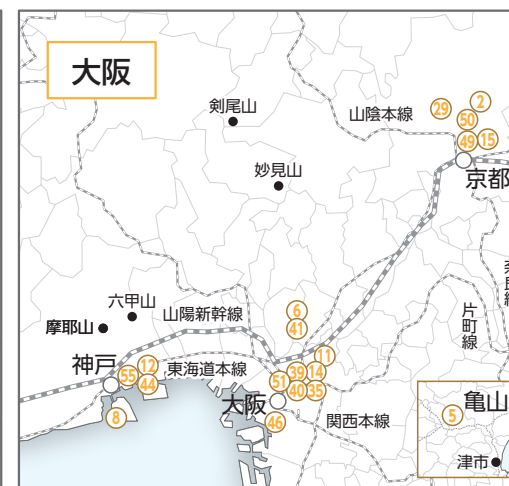 大阪
剣尾山
山陰本線
29
2
50
49
15
京都
妙見山
六甲山
山陽新幹線
6
41
片町線
摩耶山
神戸
12
55
44
東海道本線
11
39
14
51
40
35
大阪
8
46
関西本線
亀山
5
津市